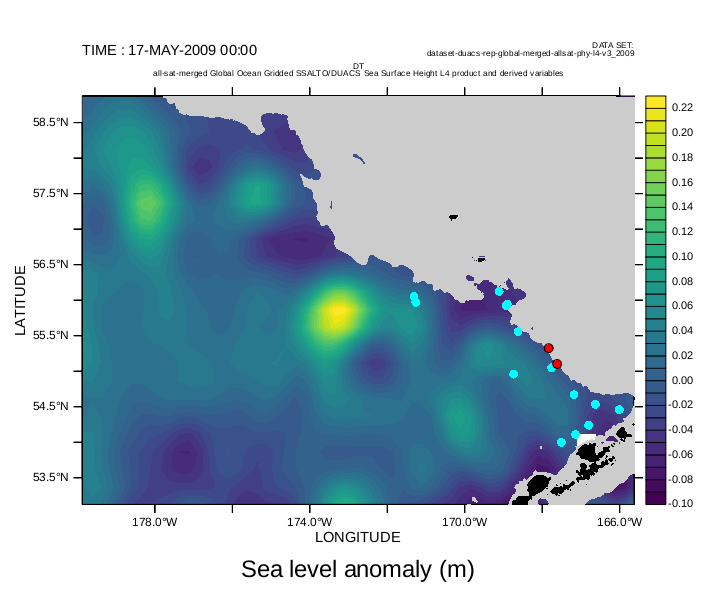 TIME : 17-MAY-2009 00:00
DATA SET:
dataset-duacs-rep-global-merged-allsat-phy-l4-v3_2009
DT
all-sat-merged Global Ocean Gridded SSALTO/DUACS Sea Surface Height L4 product and derived variables
58.5°N
57.5°N
56.5°N
55.5°N
54.5°N
53.5°N
LATITUDE
178.0°W
174.0°W
170.0°W
166.0°W
LONGITUDE
0.22
0.20
0.18
0.16
0.14
0.12
0.10
0.08
0.06
0.04
0.02
0.00
-0.02
-0.04
-0.06
-0.08
-0.10
Sea level anomaly (m)